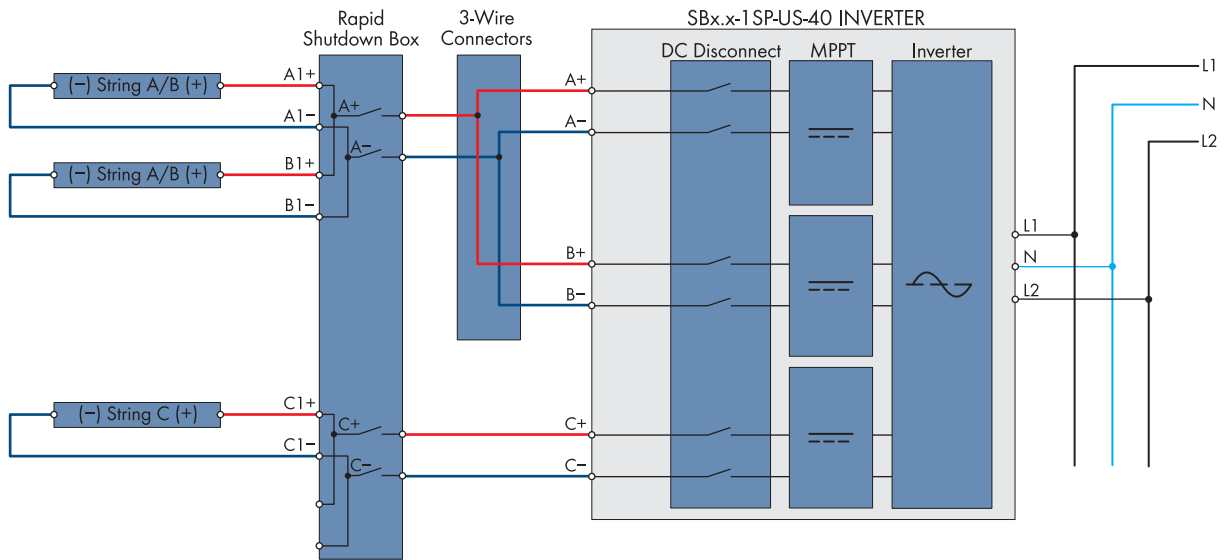 Rapid
Shutdown Box
3-Wire
Connectors
SBx.x-1SP-US-40 INVERTER
DC Disconnect
MPPT
Inverter
(−) String A/B (+)
A1+
A1−
A+
A−
(−) String A/B (+)
B1+
B1−
A+
A−
B+
B−
L1
N
L2
L1
N
L2
(−) String C (+)
C1+
C1−
C+
C−
C+
C−